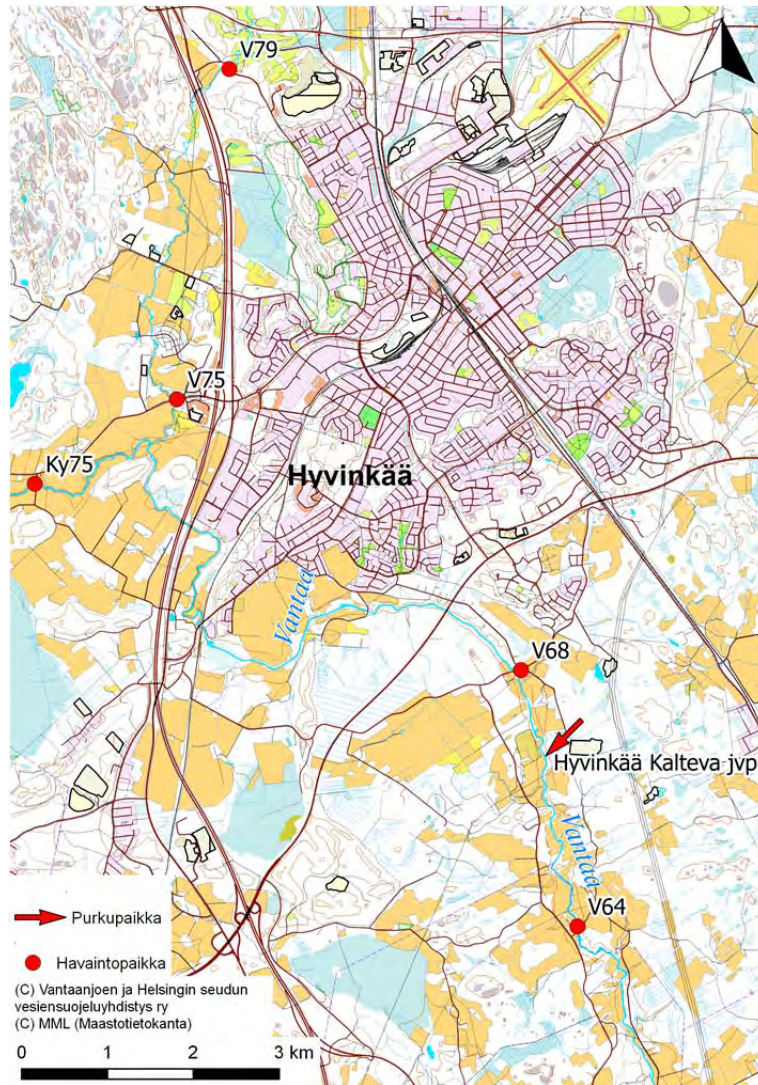 V79
V75
Ky75
Hyvinkää
Vantaa
V68
Hyvinkää Kalteva jvp
Vantaa
V64
Purkupaikka
Havaintopaikka
(C) Vantaanjoen ja Helsingin seudun
vesiensuojeluyhdistys ry
(C) MML (Maastotietokanta)
0 1 2 3 km